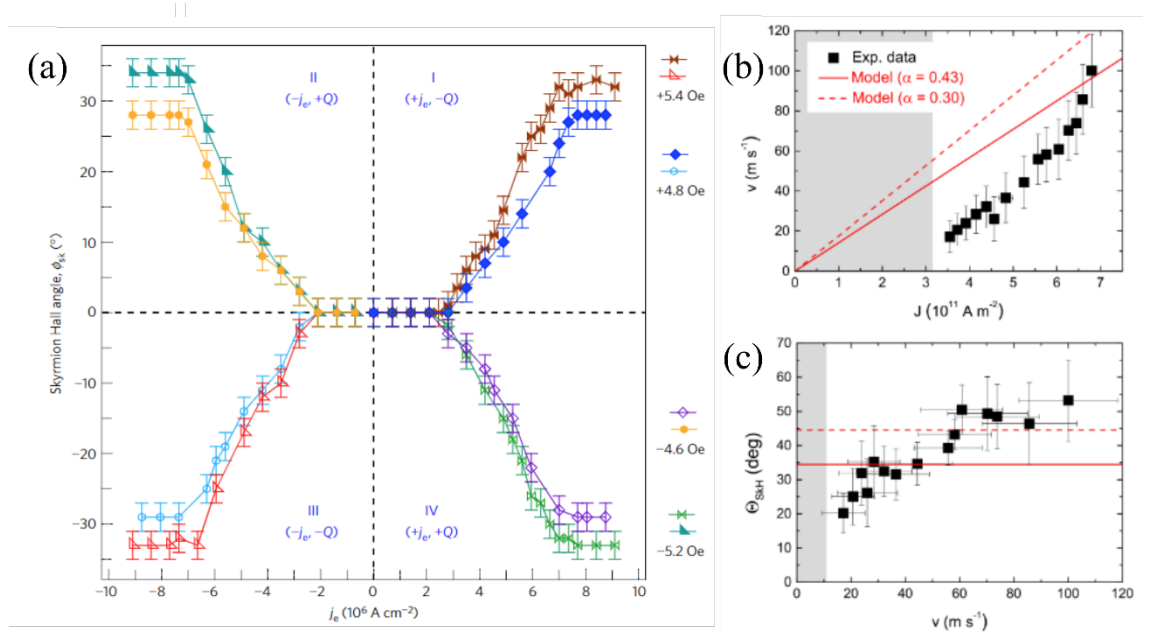 (a)
Skyrmion Hall angle, ϕsk (°)
30
20
10
0
−10
−20
−30
II
(−je, +Q)
I
(+je, −Q)
III
(−je, −Q)
IV
(+je, +Q)
−10 −8 −6 −4 −2 0 2 4 6 8 10
je (10⁶ A cm⁻²)
+5.4 Oe
+4.8 Oe
−4.6 Oe
−5.2 Oe
(b)
v (m s⁻¹)
120
100
80
60
40
20
0
Exp. data
Model (α = 0.43)
Model (α = 0.30)
0 1 2 3 4 5 6 7
J (10¹¹ A m⁻²)
(c)
ΘSkH (deg)
70
60
50
40
30
20
10
0
0 20 40 60 80 100 120
v (m s⁻¹)